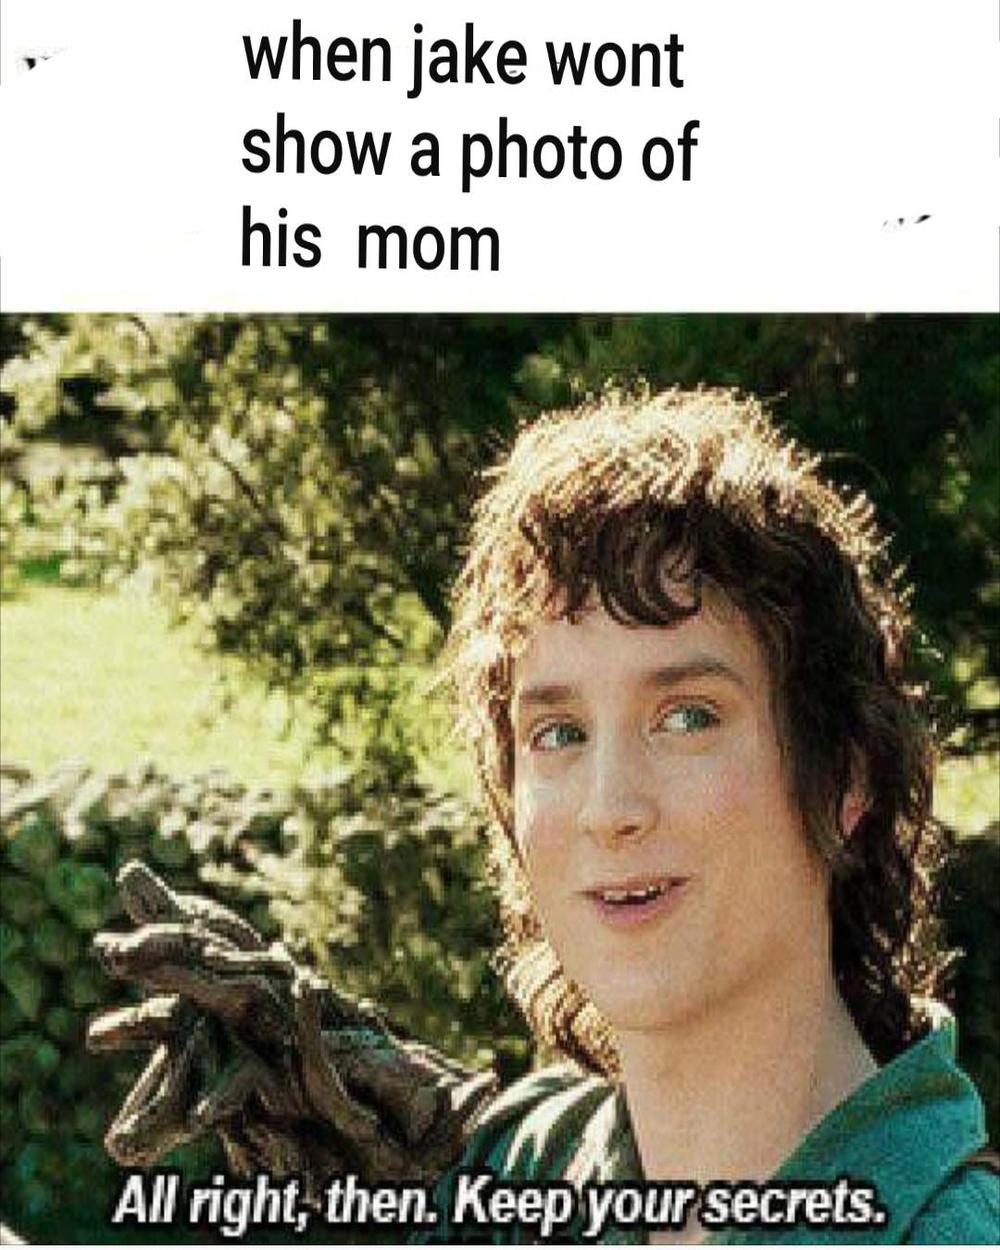 when jake wont
show a photo of
his mom
All right, then. Keep your secrets.